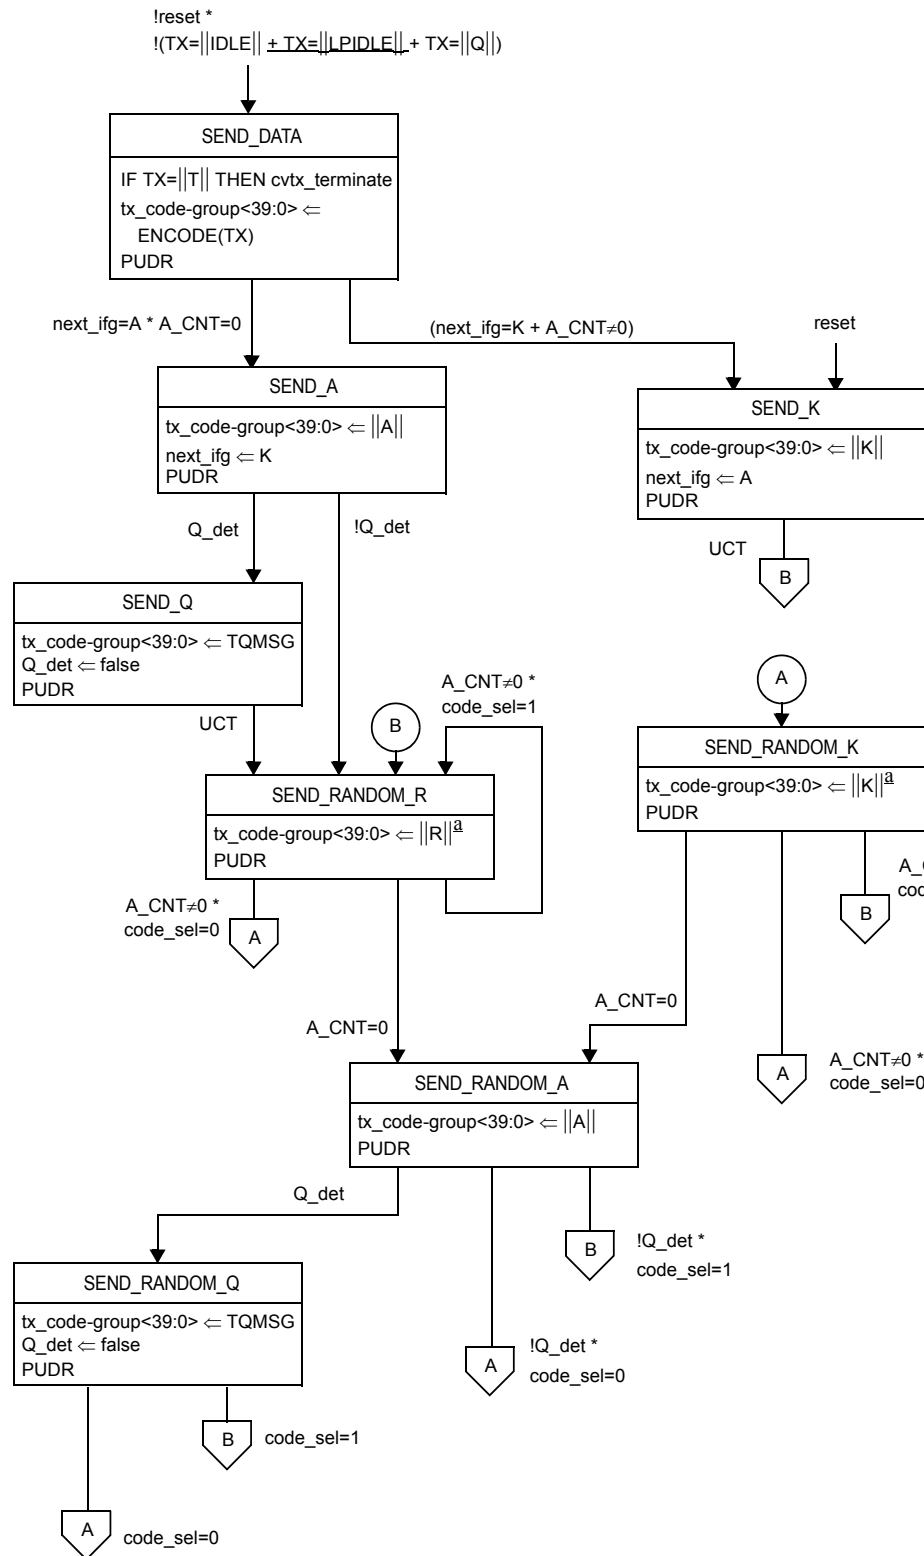 !reset *
!(TX=||IDLE|| + TX=||LPIDLE|| + TX=||Q||)
SEND_DATA
IF TX=||T|| THEN cvtx_terminate
tx_code-group<39:0> ⇐
ENCODE(TX)
PUDR
next_ifg=A * A_CNT=0
(next_ifg=K + A_CNT≠0)
reset
SEND_A
tx_code-group<39:0> ⇐ ||A||
next_ifg ⇐ K
PUDR
SEND_K
tx_code-group<39:0> ⇐ ||K||
next_ifg ⇐ A
PUDR
Q_det
!Q_det
UCT
B
SEND_Q
tx_code-group<39:0> ⇐ TQMSG
Q_det ⇐ false
PUDR
UCT
B
A_CNT≠0 *
code_sel=1
A
SEND_RANDOM_R
tx_code-group<39:0> ⇐ ||R||a
PUDR
SEND_RANDOM_K
tx_code-group<39:0> ⇐ ||K||a
PUDR
A_CNT≠0 *
code_sel=0
A
B
A_CNT=0
A_CNT=0
A
A_CNT≠0 *
code_sel=0
SEND_RANDOM_A
tx_code-group<39:0> ⇐ ||A||
PUDR
Q_det
B
!Q_det *
code_sel=1
A
!Q_det *
code_sel=0
SEND_RANDOM_Q
tx_code-group<39:0> ⇐ TQMSG
Q_det ⇐ false
PUDR
B
code_sel=1
A
code_sel=0